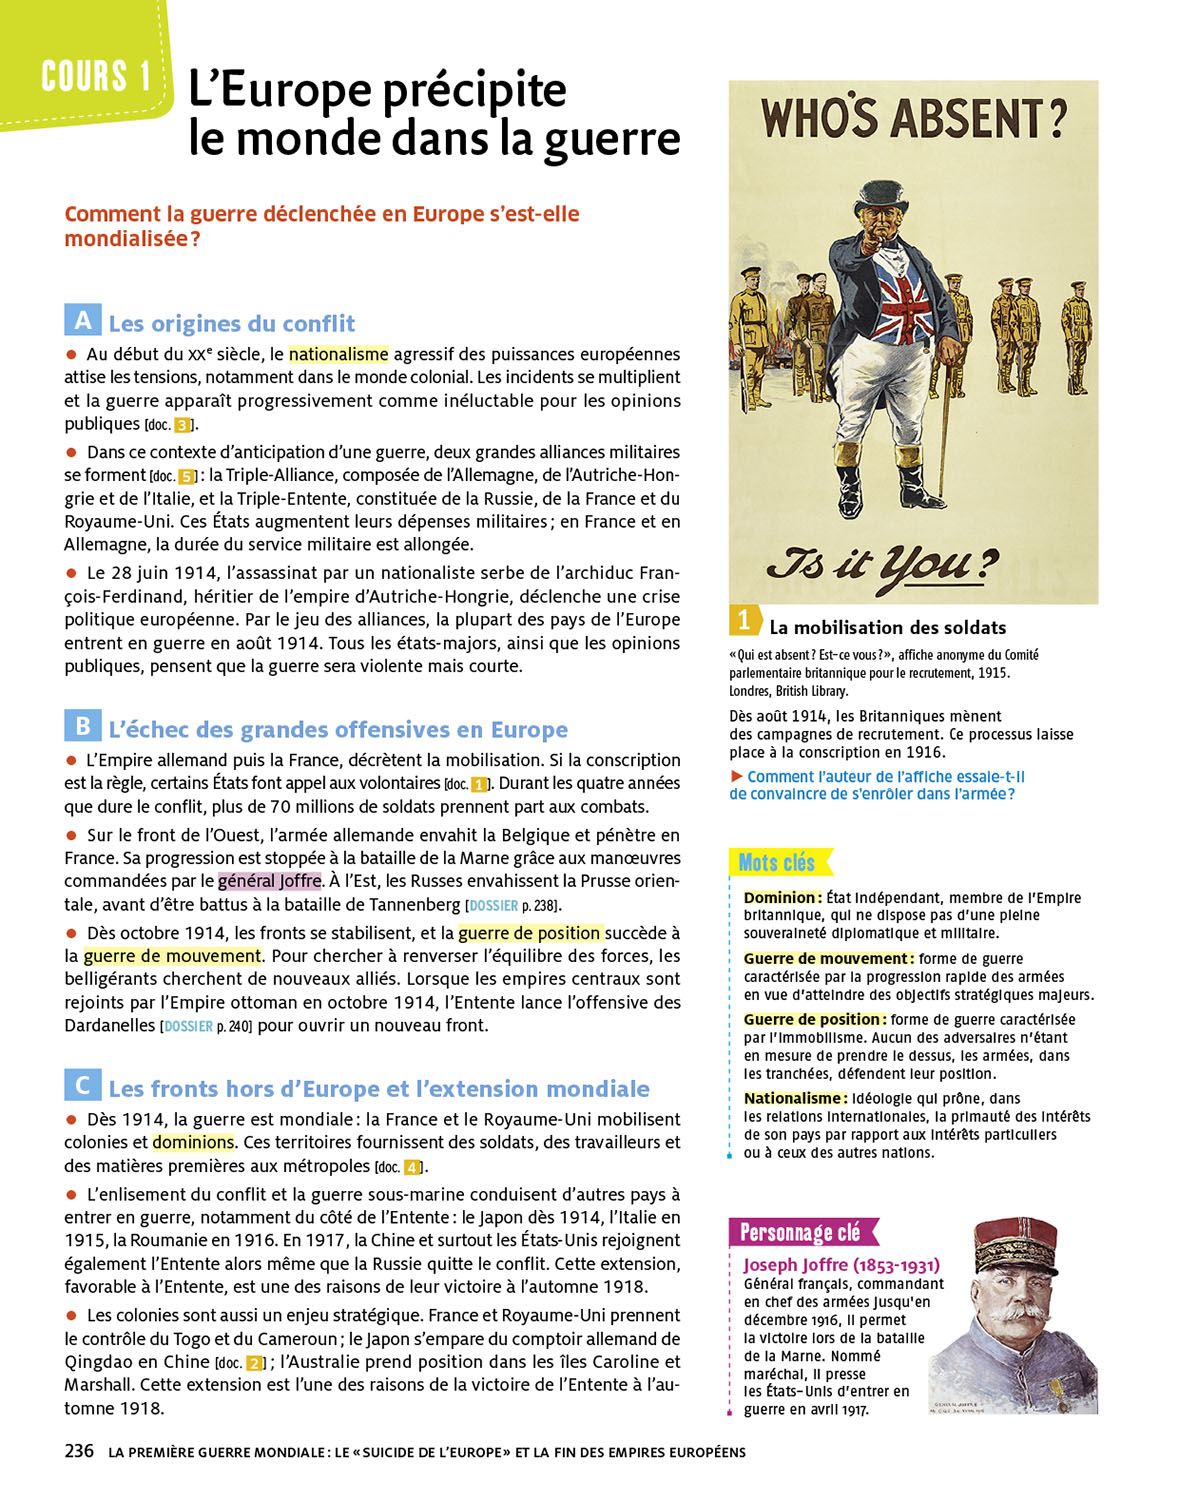 COURS 1
L’Europe précipite
le monde dans la guerre
Comment la guerre déclenchée en Europe s’est-elle
mondialisée ?
A Les origines du conflit
● Au début du XXe siècle, le nationalisme agressif des puissances européennes
attise les tensions, notamment dans le monde colonial. Les incidents se multiplient
et la guerre apparaît progressivement comme inéluctable pour les opinions
publiques [doc. 3].
● Dans ce contexte d’anticipation d’une guerre, deux grandes alliances militaires
se forment [doc. 5] : la Triple-Alliance, composée de l’Allemagne, de l’Autriche-Hon-
grie et de l’Italie, et la Triple-Entente, constituée de la Russie, de la France et du
Royaume-Uni. Ces États augmentent leurs dépenses militaires ; en France et en
Allemagne, la durée du service militaire est allongée.
● Le 28 juin 1914, l’assassinat par un nationaliste serbe de l’archiduc Fran-
çois-Ferdinand, héritier de l’empire d’Autriche-Hongrie, déclenche une crise
politique européenne. Par le jeu des alliances, la plupart des pays de l’Europe
entrent en guerre en août 1914. Tous les états-majors, ainsi que les opinions
publiques, pensent que la guerre sera violente mais courte.
B L’échec des grandes offensives en Europe
● L’Empire allemand puis la France, décrètent la mobilisation. Si la conscription
est la règle, certains États font appel aux volontaires [doc. 1]. Durant les quatre années
que dure le conflit, plus de 70 millions de soldats prennent part aux combats.
● Sur le front de l’Ouest, l’armée allemande envahit la Belgique et pénètre en
France. Sa progression est stoppée à la bataille de la Marne grâce aux manœuvres
commandées par le général Joffre. À l’Est, les Russes envahissent la Prusse orien-
tale, avant d’être battus à la bataille de Tannenberg [DOSSIER p. 238].
● Dès octobre 1914, les fronts se stabilisent, et la guerre de position succède à
la guerre de mouvement. Pour chercher à renverser l’équilibre des forces, les
belligérants cherchent de nouveaux alliés. Lorsque les empires centraux sont
rejoints par l’Empire ottoman en octobre 1914, l’Entente lance l’offensive des
Dardanelles [DOSSIER p. 240] pour ouvrir un nouveau front.
C Les fronts hors d’Europe et l’extension mondiale
● Dès 1914, la guerre est mondiale : la France et le Royaume-Uni mobilisent
colonies et dominions. Ces territoires fournissent des soldats, des travailleurs et
des matières premières aux métropoles [doc. 4].
● L’enlisement du conflit et la guerre sous-marine conduisent d’autres pays à
entrer en guerre, notamment du côté de l’Entente : le Japon dès 1914, l’Italie en
1915, la Roumanie en 1916. En 1917, la Chine et surtout les États-Unis rejoignent
également l’Entente alors même que la Russie quitte le conflit. Cette extension,
favorable à l’Entente, est une des raisons de leur victoire à l’automne 1918.
● Les colonies sont aussi un enjeu stratégique. France et Royaume-Uni prennent
le contrôle du Togo et du Cameroun ; le Japon s’empare du comptoir allemand de
Qingdao en Chine [doc. 2] ; l’Australie prend position dans les îles Caroline et
Marshall. Cette extension est l’une des raisons de la victoire de l’Entente à l’au-
tomne 1918.
WHO’S ABSENT?
Is it You?
1 La mobilisation des soldats
« Qui est absent ? Est-ce vous ? », affiche anonyme du Comité
parlementaire britannique pour le recrutement, 1915.
Londres, British Library.
Dès août 1914, les Britanniques mènent
des campagnes de recrutement. Ce processus laisse
place à la conscription en 1916.
▶ Comment l’auteur de l’affiche essaie-t-il
de convaincre de s’enrôler dans l’armée ?
Mots clés
Dominion : État indépendant, membre de l’Empire
britannique, qui ne dispose pas d’une pleine
souveraineté diplomatique et militaire.
Guerre de mouvement : forme de guerre
caractérisée par la progression rapide des armées
en vue d’atteindre des objectifs stratégiques majeurs.
Guerre de position : forme de guerre caractérisée
par l’immobilisme. Aucun des adversaires n’étant
en mesure de prendre le dessus, les armées, dans
les tranchées, défendent leur position.
Nationalisme : idéologie qui prône, dans
les relations internationales, la primauté des intérêts
de son pays par rapport aux intérêts particuliers
ou à ceux des autres nations.
Personnage clé
Joseph Joffre (1853-1931)
Général français, commandant
en chef des armées jusqu'en
décembre 1916, il permet
la victoire lors de la bataille
de la Marne. Nommé
maréchal, il presse
les États-Unis d’entrer en
guerre en avril 1917.
GENERAL JOFFRE
236 LA PREMIÈRE GUERRE MONDIALE : LE « SUICIDE DE L’EUROPE » ET LA FIN DES EMPIRES EUROPÉENS